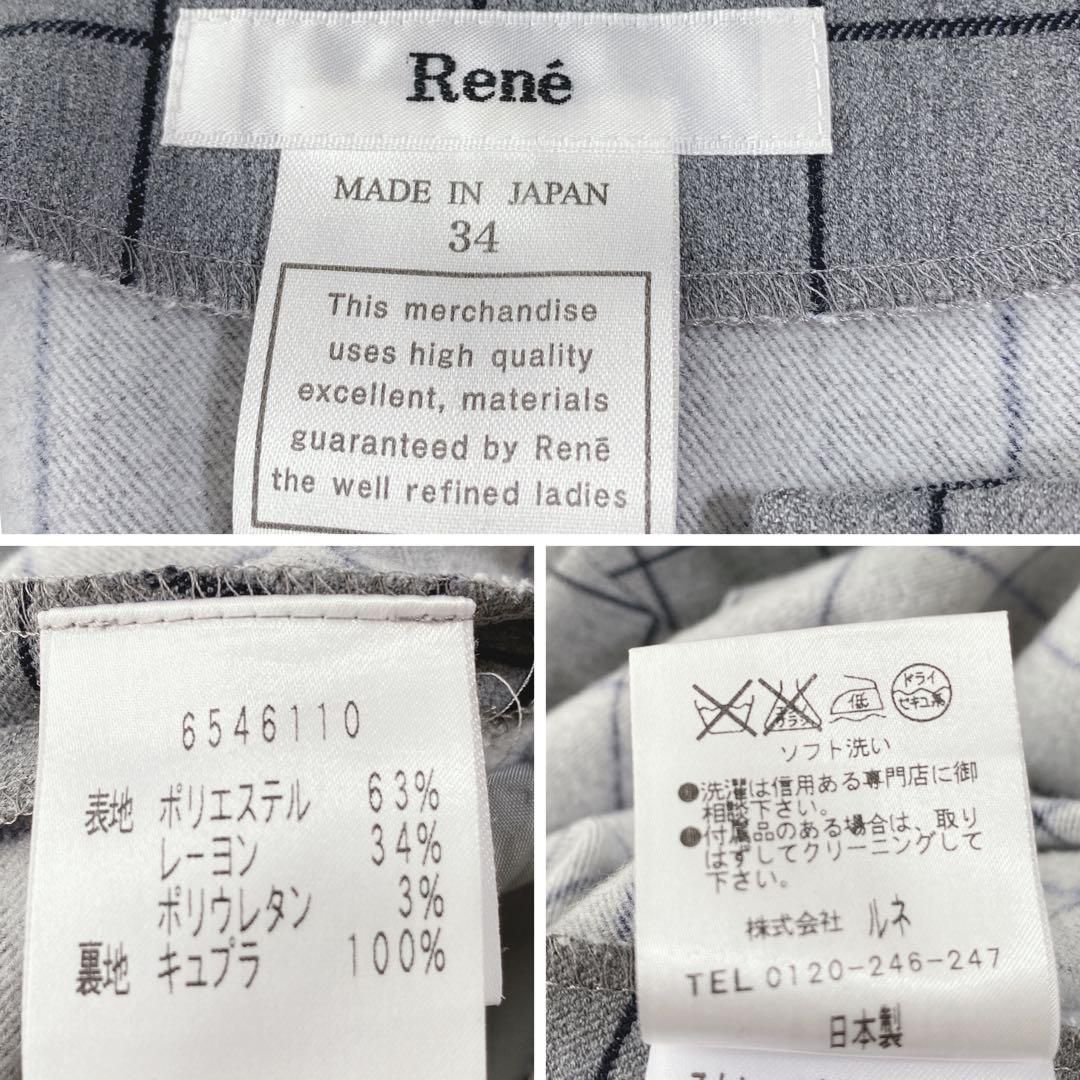 René
MADE IN JAPAN
34
This merchandise
uses high quality
excellent, materials
guaranteed by Renē
the well refined ladies
6546110
表地 ポリエステル 63%
レーヨン 34%
ポリウレタン 3%
裏地 キュプラ 100%
低
ドライ
セキユ系
ソフト洗い
●洗濯は信用ある専門店に御
相談下さい。
●付属品のある場合は、取り
はずしてクリーニングして
下さい。
株式会社 ルネ
TEL 0120-246-247
日本製